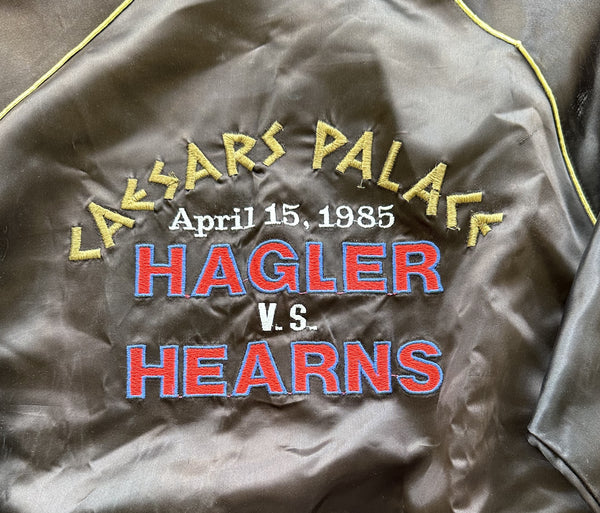 CAESARS PALACE
April 15, 1985
HAGLER
V.S.
HEARNS